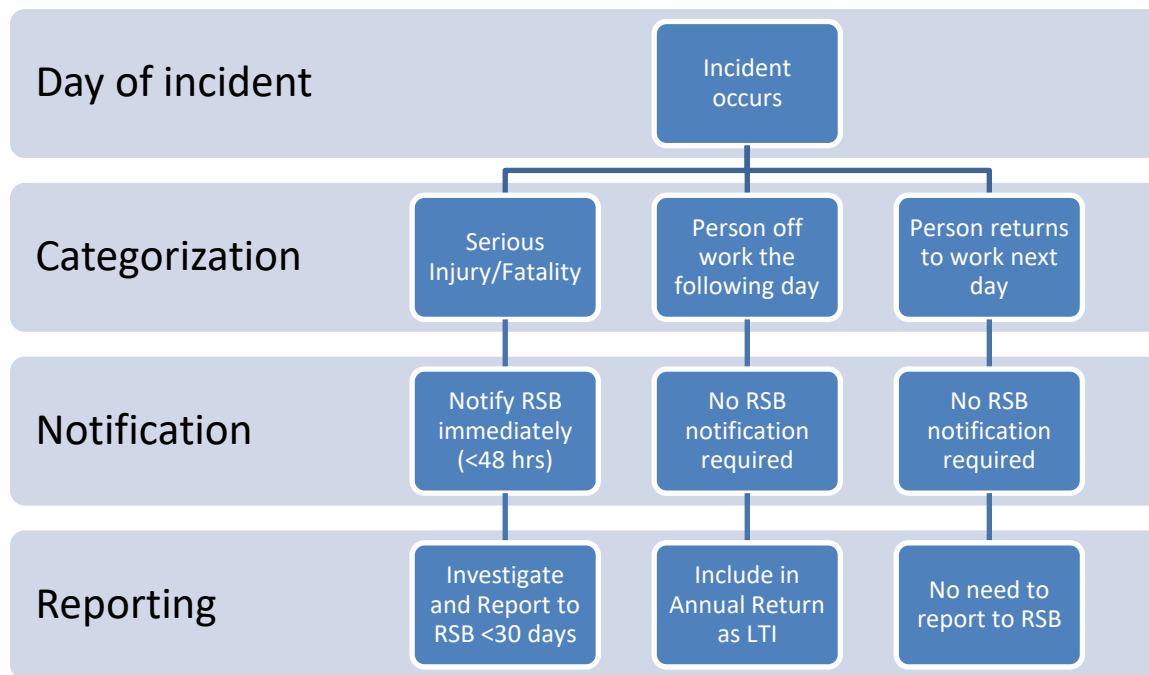 Day of incident
Incident
occurs
Categorization
Serious
Injury/Fatality
Person off
work the
following day
Person returns
to work next
day
Notification
Notify RSB
immediately
(<48 hrs)
No RSB
notification
required
No RSB
notification
required
Reporting
Investigate
and Report to
RSB <30 days
Include in
Annual Return
as LTI
No need to
report to RSB